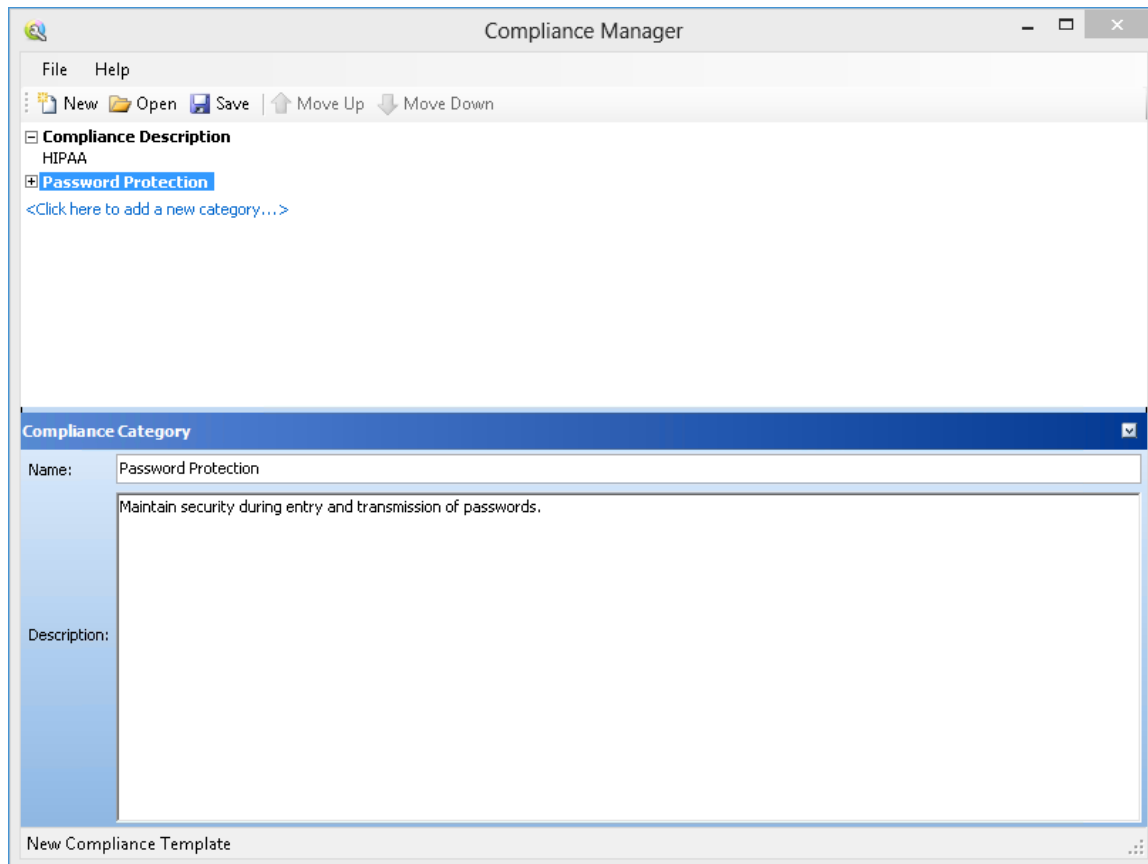 Compliance Manager
File Help
New Open Save Move Up Move Down
Compliance Description
HIPAA
Password Protection
<Click here to add a new category...>
Compliance Category
Name: Password Protection
Maintain security during entry and transmission of passwords.
Description:
New Compliance Template